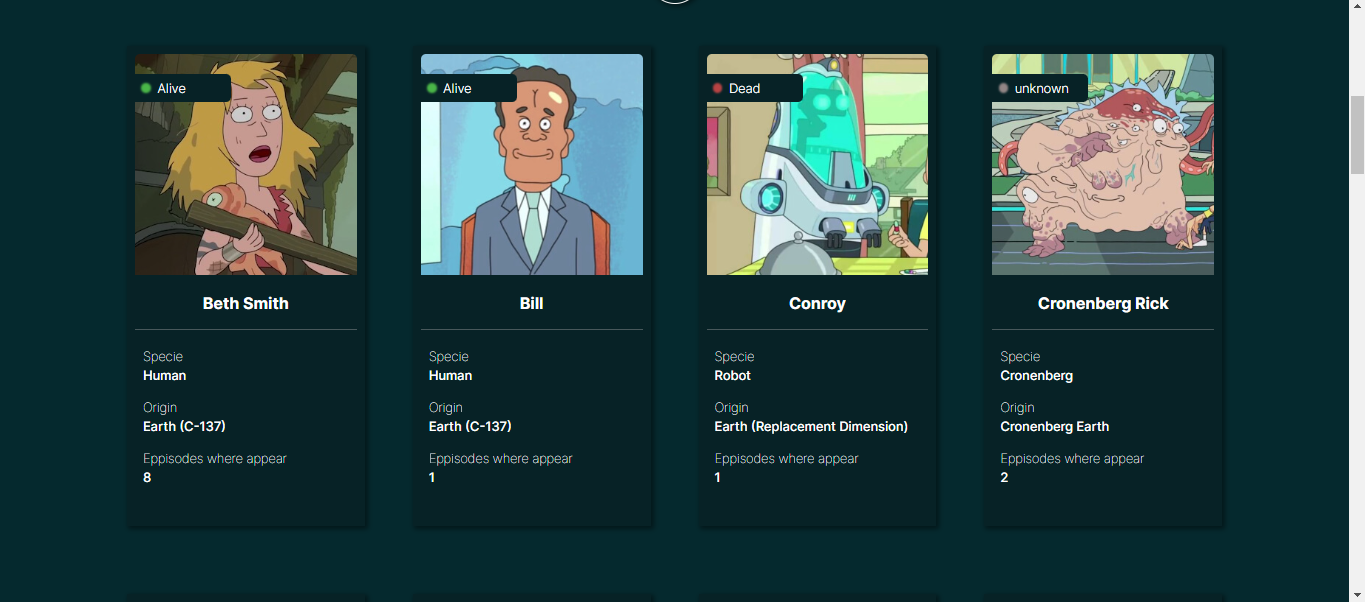 Alive
Beth Smith
Specie
Human
Origin
Earth (C-137)
Eppisodes where appear
8
Alive
Bill
Specie
Human
Origin
Earth (C-137)
Eppisodes where appear
1
Dead
Conroy
Specie
Robot
Origin
Earth (Replacement Dimension)
Eppisodes where appear
1
unknown
Cronenberg Rick
Specie
Cronenberg
Origin
Cronenberg Earth
Eppisodes where appear
2